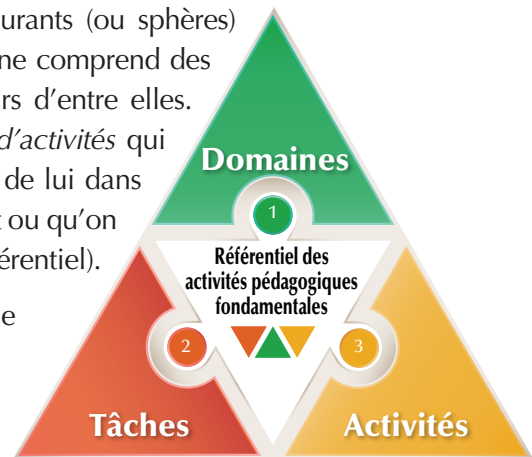 urants (ou sphères)
ne comprend des
rs d’entre elles.
d’activités qui
de lui dans
ou qu’on
érentiel).
e
Domaines
1
Référentiel des
activités pédagogiques
fondamentales
2
3
Tâches
Activités